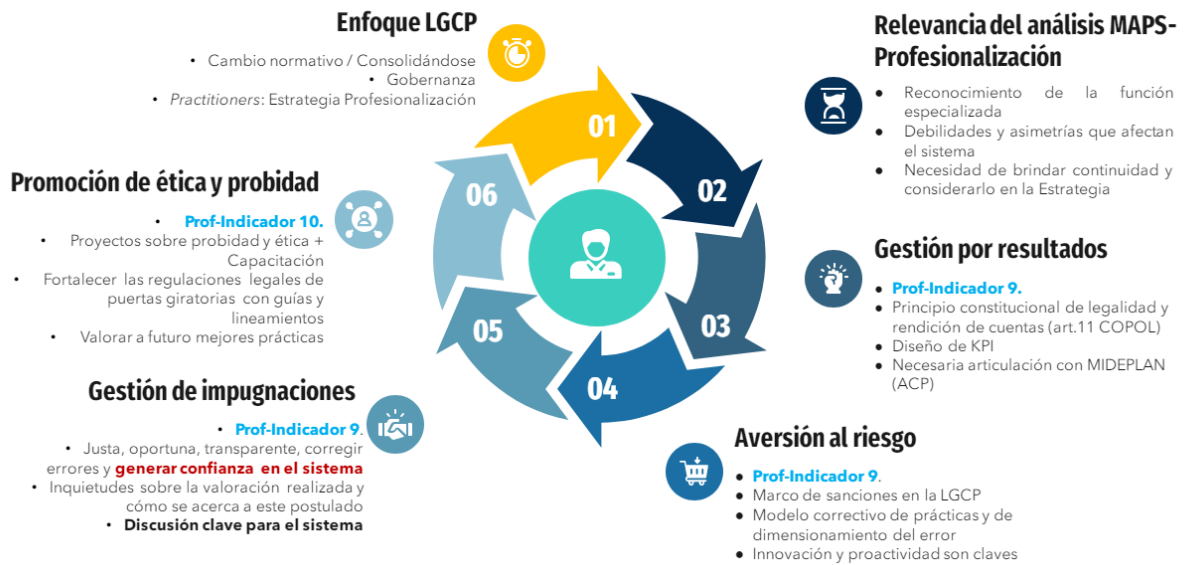 Enfoque LGCP
• Cambio normativo / Consolidándose
• Gobernanza
• Practitioners: Estrategia Profesionalización
01
Relevancia del análisis MAPS-
Profesionalización
● Reconocimiento de la función
especializada
● Debilidades y asimetrías que afectan
el sistema
● Necesidad de brindar continuidad y
considerarlo en la Estrategia
02
Gestión por resultados
● Prof-Indicador 9.
● Principio constitucional de legalidad y
rendición de cuentas (art.11 COPOL)
● Diseño de KPI
● Necesaria articulación con MIDEPLAN
(ACP)
03
Aversión al riesgo
● Prof-Indicador 9.
● Marco de sanciones en la LGCP
● Modelo correctivo de prácticas y de
dimensionamiento del error
● Innovación y proactividad son claves
04
Gestión de impugnaciones
• Prof-Indicador 9.
• Justa, oportuna, transparente, corregir
errores y generar confianza en el sistema
• Inquietudes sobre la valoración realizada y
cómo se acerca a este postulado
• Discusión clave para el sistema
05
Promoción de ética y probidad
• Prof-Indicador 10.
• Proyectos sobre probidad y ética +
Capacitación
• Fortalecer las regulaciones legales de
puertas giratorias con guías y
lineamientos
• Valorar a futuro mejores prácticas
06